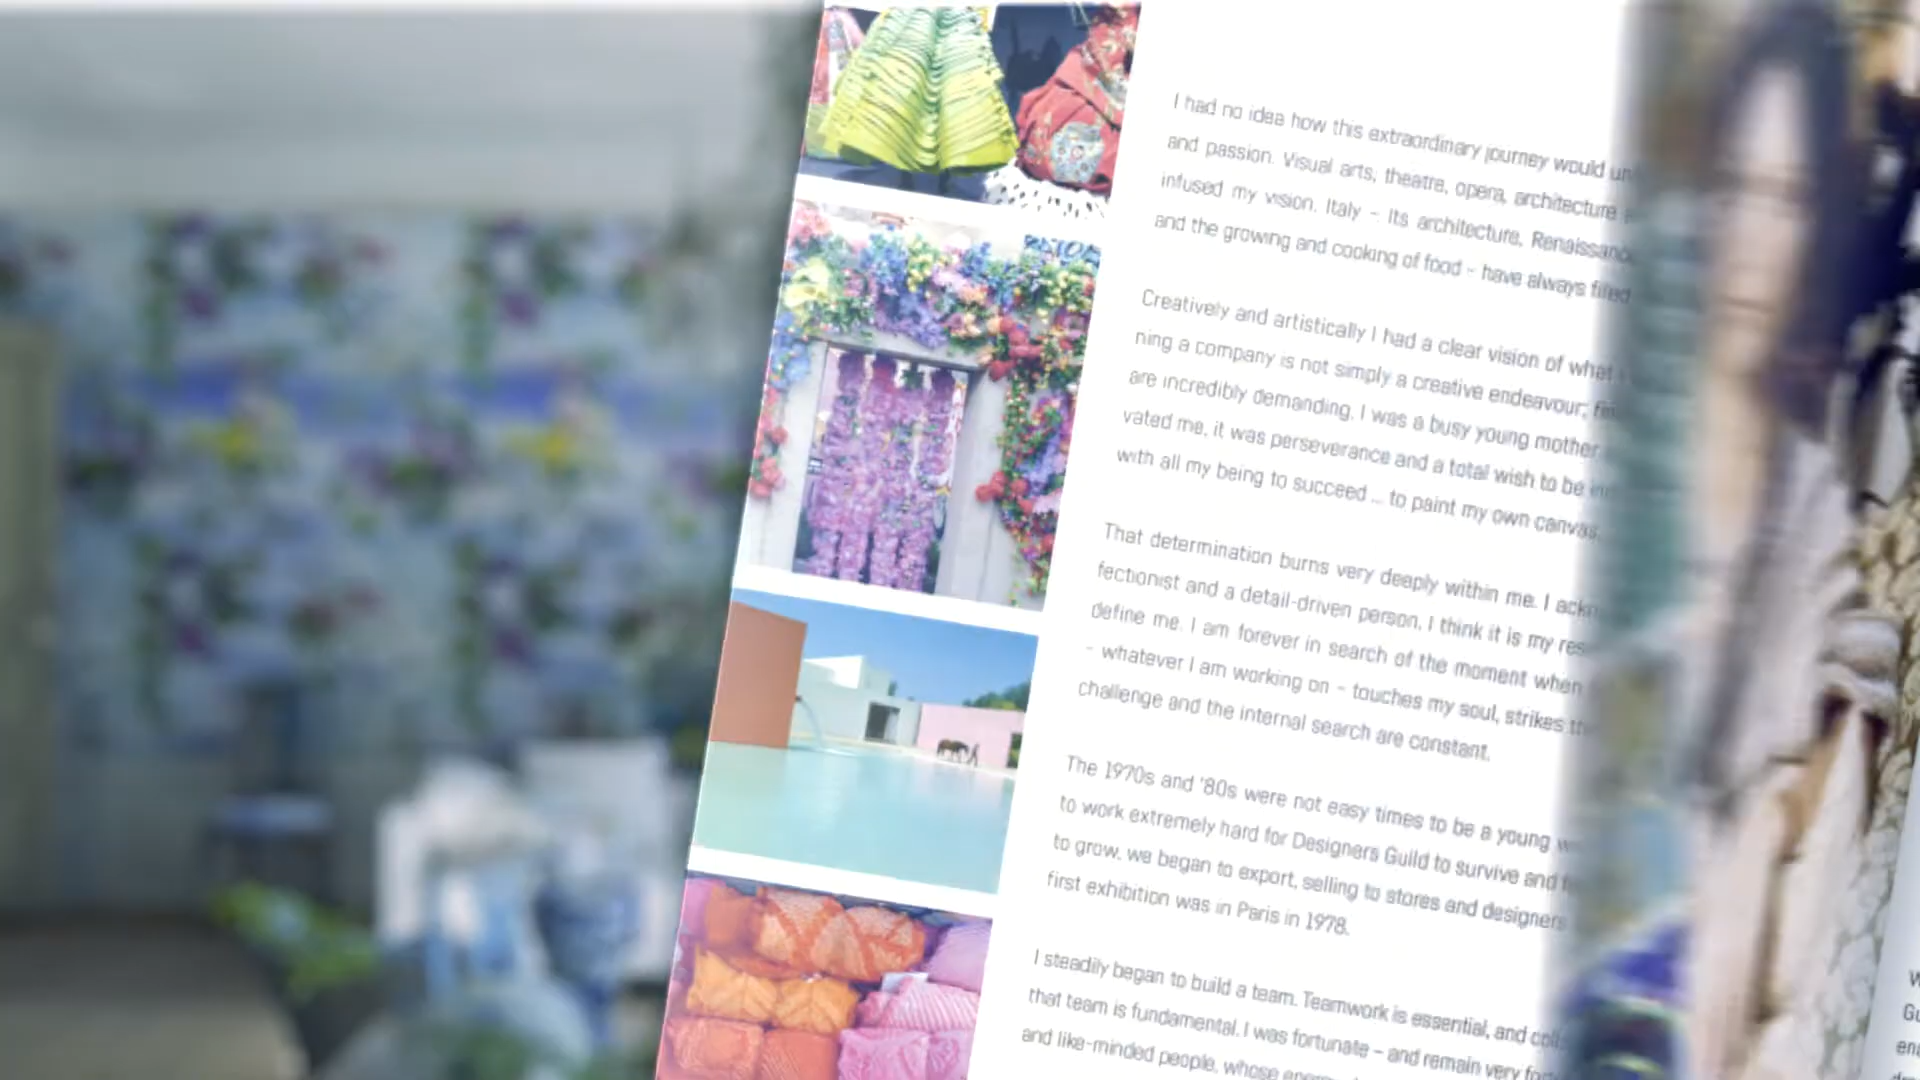 I had no idea how this extraordinary journey would
and passion. Visual arts, theatre, opera, architecture
infused my vision. Italy – its architecture, Renaissance
and the growing and cooking of food – have always filled
Creatively and artistically I had a clear vision of what
ning a company is not simply a creative endeavour;
are incredibly demanding. I was a busy young mother
vated me, it was perseverance and a total wish to be
with all my being to succeed ... to paint my own canvas.
That determination burns very deeply within me. I
fectionist and a detail-driven person. I think it is my
define me. I am forever in search of the moment when
– whatever I am working on – touches my soul, strikes
challenge and the internal search are constant.
The 1970s and '80s were not easy times to be a young
to work extremely hard for Designers Guild to survive and
to grow, we began to export, selling to stores and designers
first exhibition was in Paris in 1978.
I steadily began to build a team. Teamwork is essential, and
that team is fundamental. I was fortunate – and remain very
and like-minded people, whose